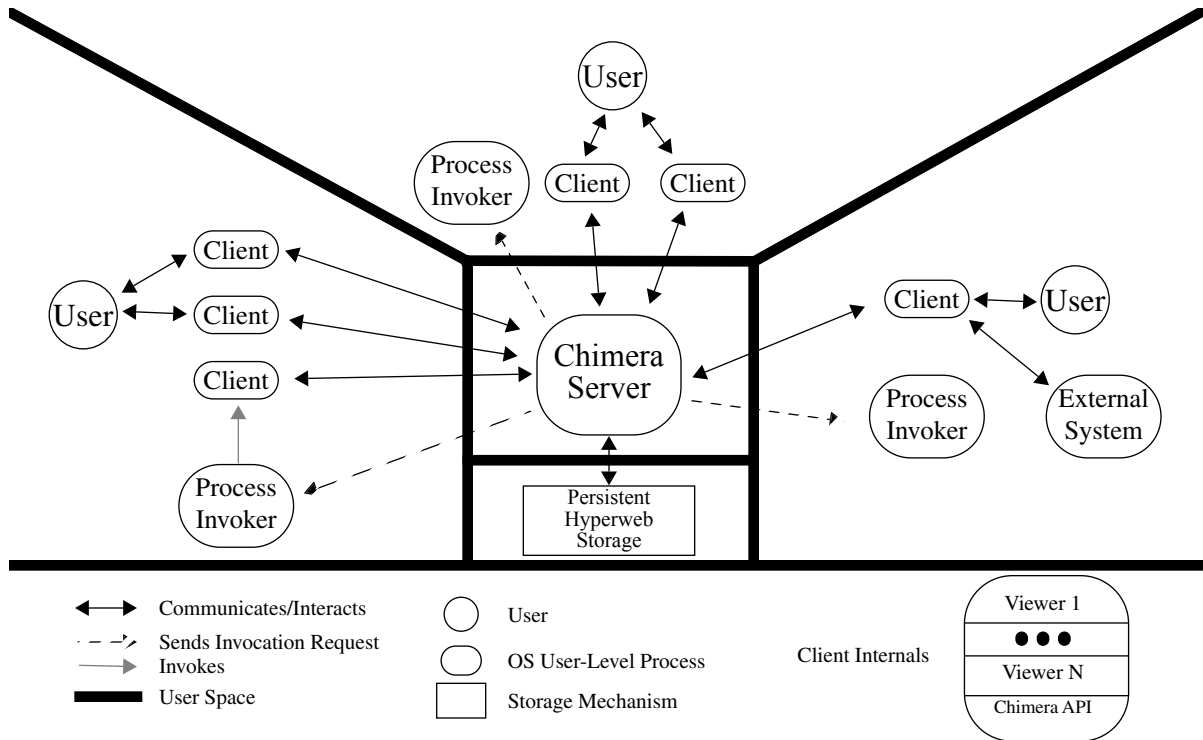 User
Process
Invoker
Client
Client
Client
User
Client
Client
Process
Invoker
Chimera
Server
Persistent
Hyperweb
Storage
Client
User
Process
Invoker
External
System
Communicates/Interacts
Sends Invocation Request
Invokes
User Space
User
OS User-Level Process
Storage Mechanism
Client Internals
Viewer 1
Viewer N
Chimera API